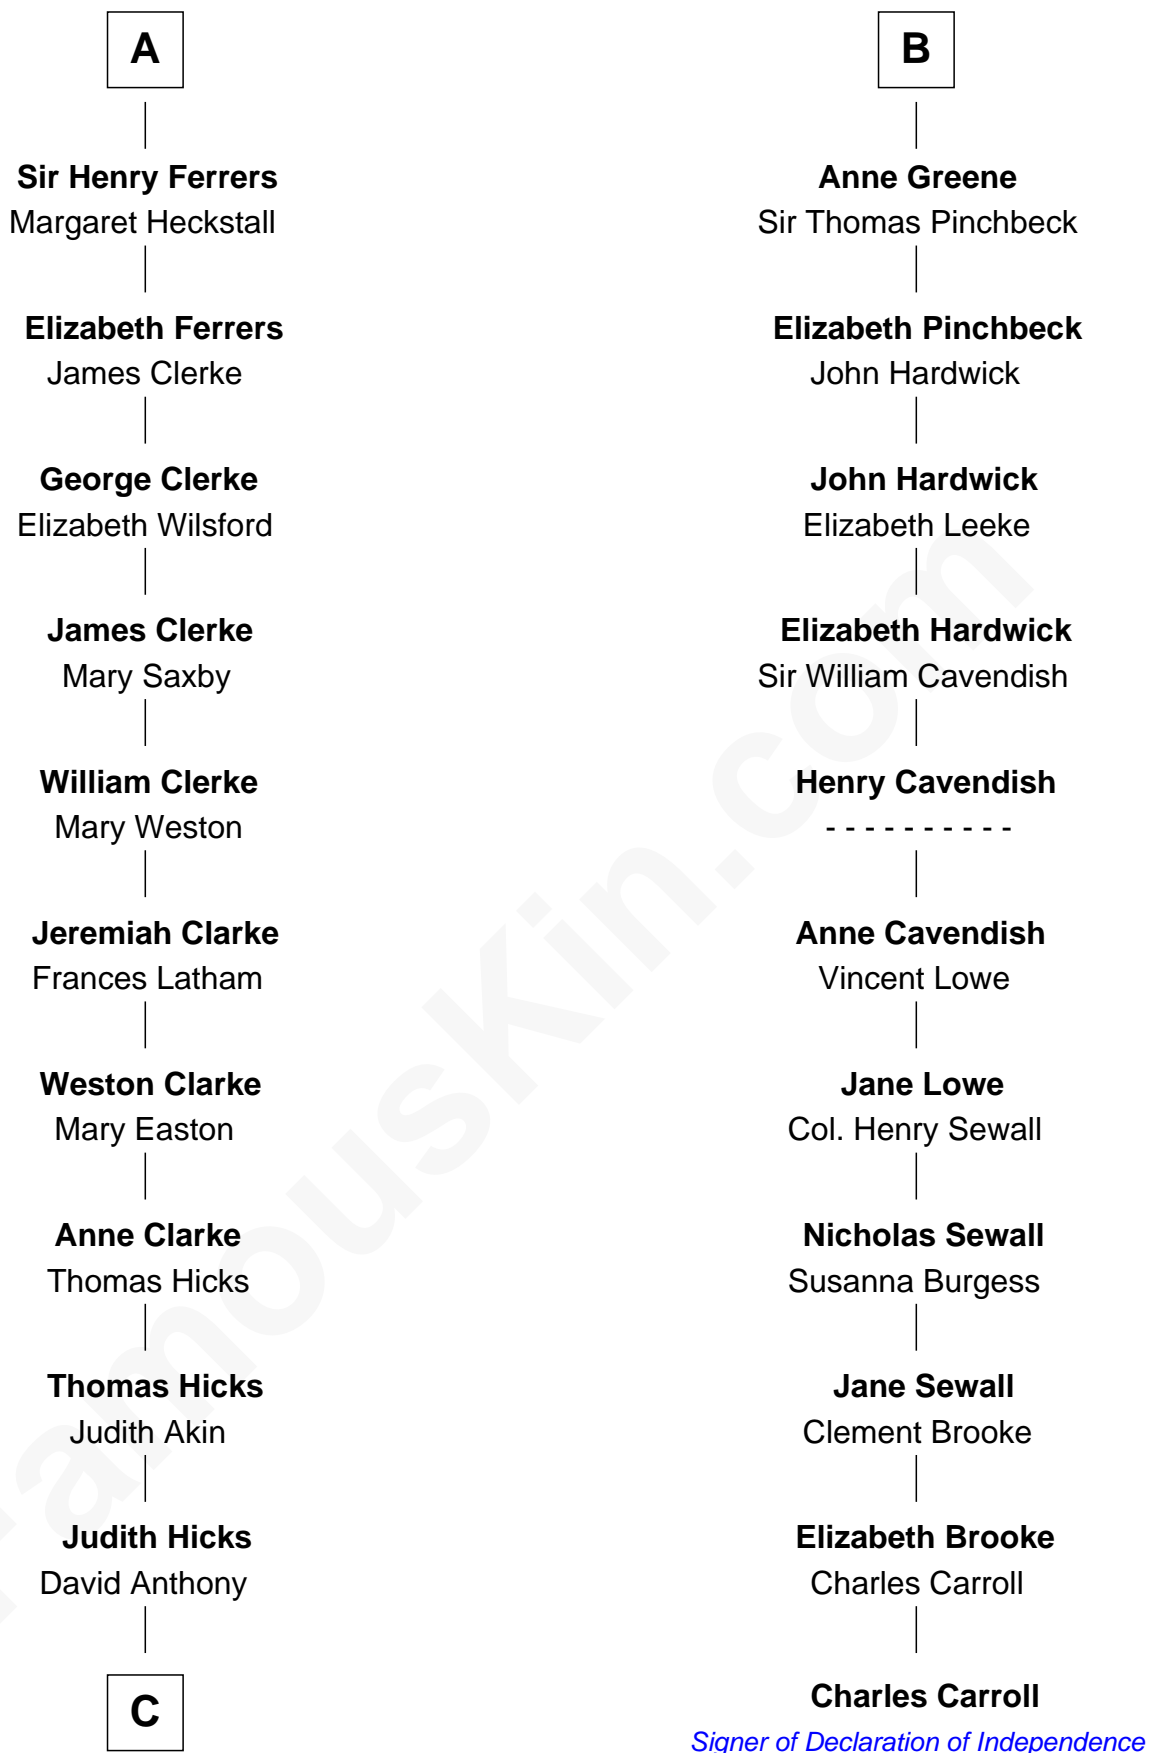 A
Sir Henry Ferrers
Margaret Heckstall
Elizabeth Ferrers
James Clerke
George Clerke
Elizabeth Wilsford
James Clerke
Mary Saxby
William Clerke
Mary Weston
Jeremiah Clarke
Frances Latham
Weston Clarke
Mary Easton
Anne Clarke
Thomas Hicks
Thomas Hicks
Judith Akin
Judith Hicks
David Anthony
C
B
Anne Greene
Sir Thomas Pinchbeck
Elizabeth Pinchbeck
John Hardwick
John Hardwick
Elizabeth Leeke
Elizabeth Hardwick
Sir William Cavendish
Henry Cavendish
- - - - - - - - - -
Anne Cavendish
Vincent Lowe
Jane Lowe
Col. Henry Sewall
Nicholas Sewall
Susanna Burgess
Jane Sewall
Clement Brooke
Elizabeth Brooke
Charles Carroll
Charles Carroll
Signer of Declaration of Independence
FamousKin.com